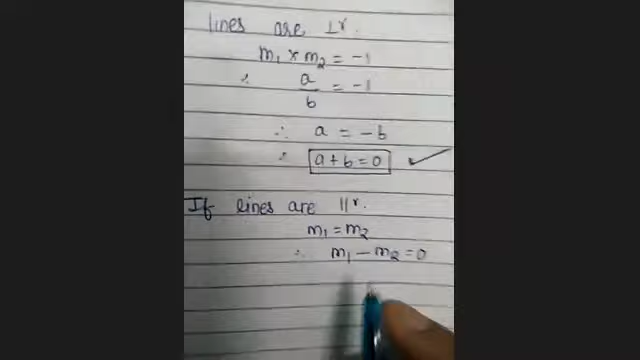 lines are ⊥r.
m₁ × m₂ = -1
∴ a/b = -1
∴ a = -b
∴ a + b = 0 ✓
If lines are ||r.
m₁ = m₂
∴ m₁ - m₂ = 0